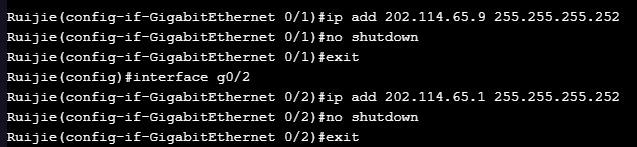 Ruijie(config-if-GigabitEthernet 0/1)#ip add 202.114.65.9 255.255.255.252
Ruijie(config-if-GigabitEthernet 0/1)#no shutdown
Ruijie(config-if-GigabitEthernet 0/1)#exit
Ruijie(config)#interface g0/2
Ruijie(config-if-GigabitEthernet 0/2)#ip add 202.114.65.1 255.255.255.252
Ruijie(config-if-GigabitEthernet 0/2)#no shutdown
Ruijie(config-if-GigabitEthernet 0/2)#exit